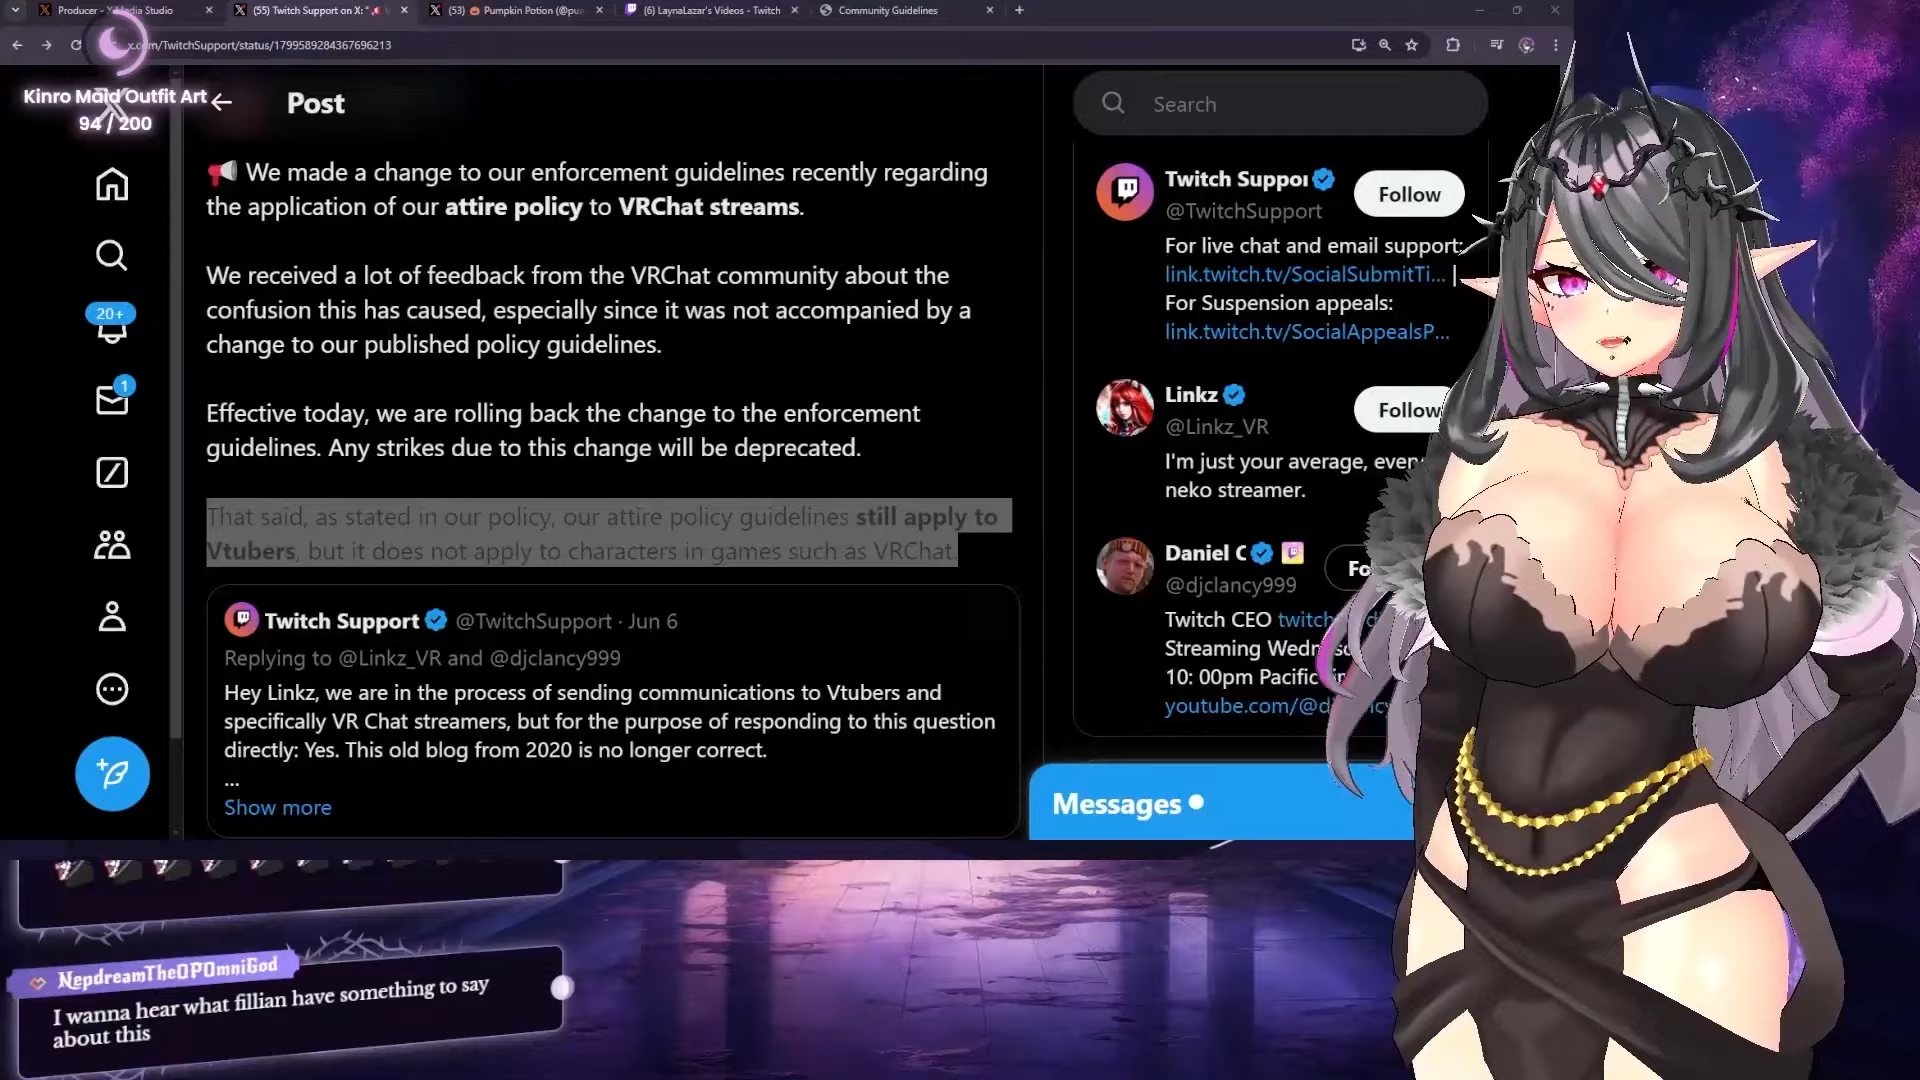 Producer - X Media Studio
(55) Twitch Support on X: "
(53) Pumpkin Potion (@pu
(6) LaynaLazar's Videos - Twitch
Community Guidelines
x.com/TwitchSupport/status/1799589284367696213
Kinro Maid Outfit Art
94 / 200
Post
Search
We made a change to our enforcement guidelines recently regarding
the application of our attire policy to VRChat streams.
We received a lot of feedback from the VRChat community about the
confusion this has caused, especially since it was not accompanied by a
change to our published policy guidelines.
Effective today, we are rolling back the change to the enforcement
guidelines. Any strikes due to this change will be deprecated.
That said, as stated in our policy, our attire policy guidelines still apply to
Vtubers, but it does not apply to characters in games such as VRChat.
Twitch Support @TwitchSupport · Jun 6
Replying to @Linkz_VR and @djclancy999
Hey Linkz, we are in the process of sending communications to Vtubers and
specifically VR Chat streamers, but for the purpose of responding to this question
directly: Yes. This old blog from 2020 is no longer correct.
...
Show more
20+
1
Twitch Suppor
Follow
@TwitchSupport
For live chat and email support:
link.twitch.tv/SocialSubmitTi... |
For Suspension appeals:
link.twitch.tv/SocialAppealsP...
Linkz
Follow
@Linkz_VR
I'm just your average, every
neko streamer.
Daniel C
Fo
@djclancy999
Twitch CEO twitch
Streaming Wedn
10: 00pm Pacific
youtube.com/@d
Messages
NepdreamTheOPOmniGod
I wanna hear what fillian have something to say
about this